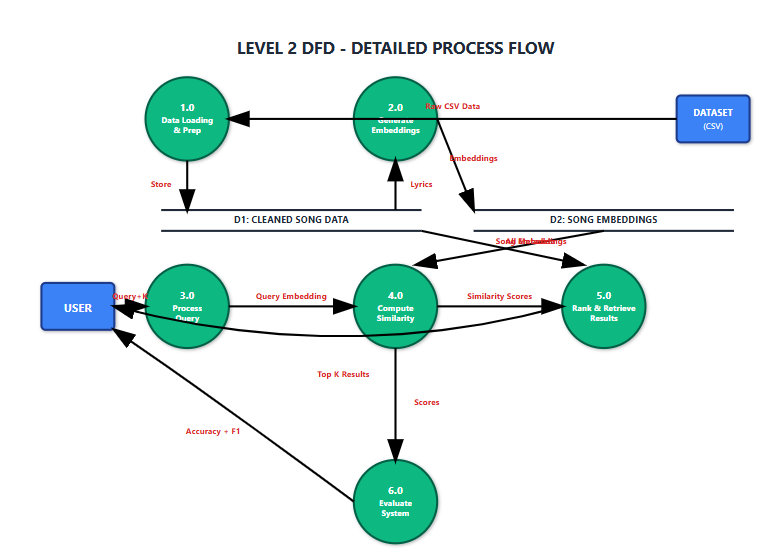 LEVEL 2 DFD - DETAILED PROCESS FLOW
1.0
Data Loading
& Prep
2.0
Generate
Embeddings
Raw CSV Data
DATASET
(CSV)
Embeddings
Store
Lyrics
D1: CLEANED SONG DATA
D2: SONG EMBEDDINGS
USER
Query+K
3.0
Process
Query
Query Embedding
4.0
Compute
Similarity
Similarity Scores
5.0
Rank & Retrieve
Results
Top K Results
Scores
Accuracy + F1
6.0
Evaluate
System